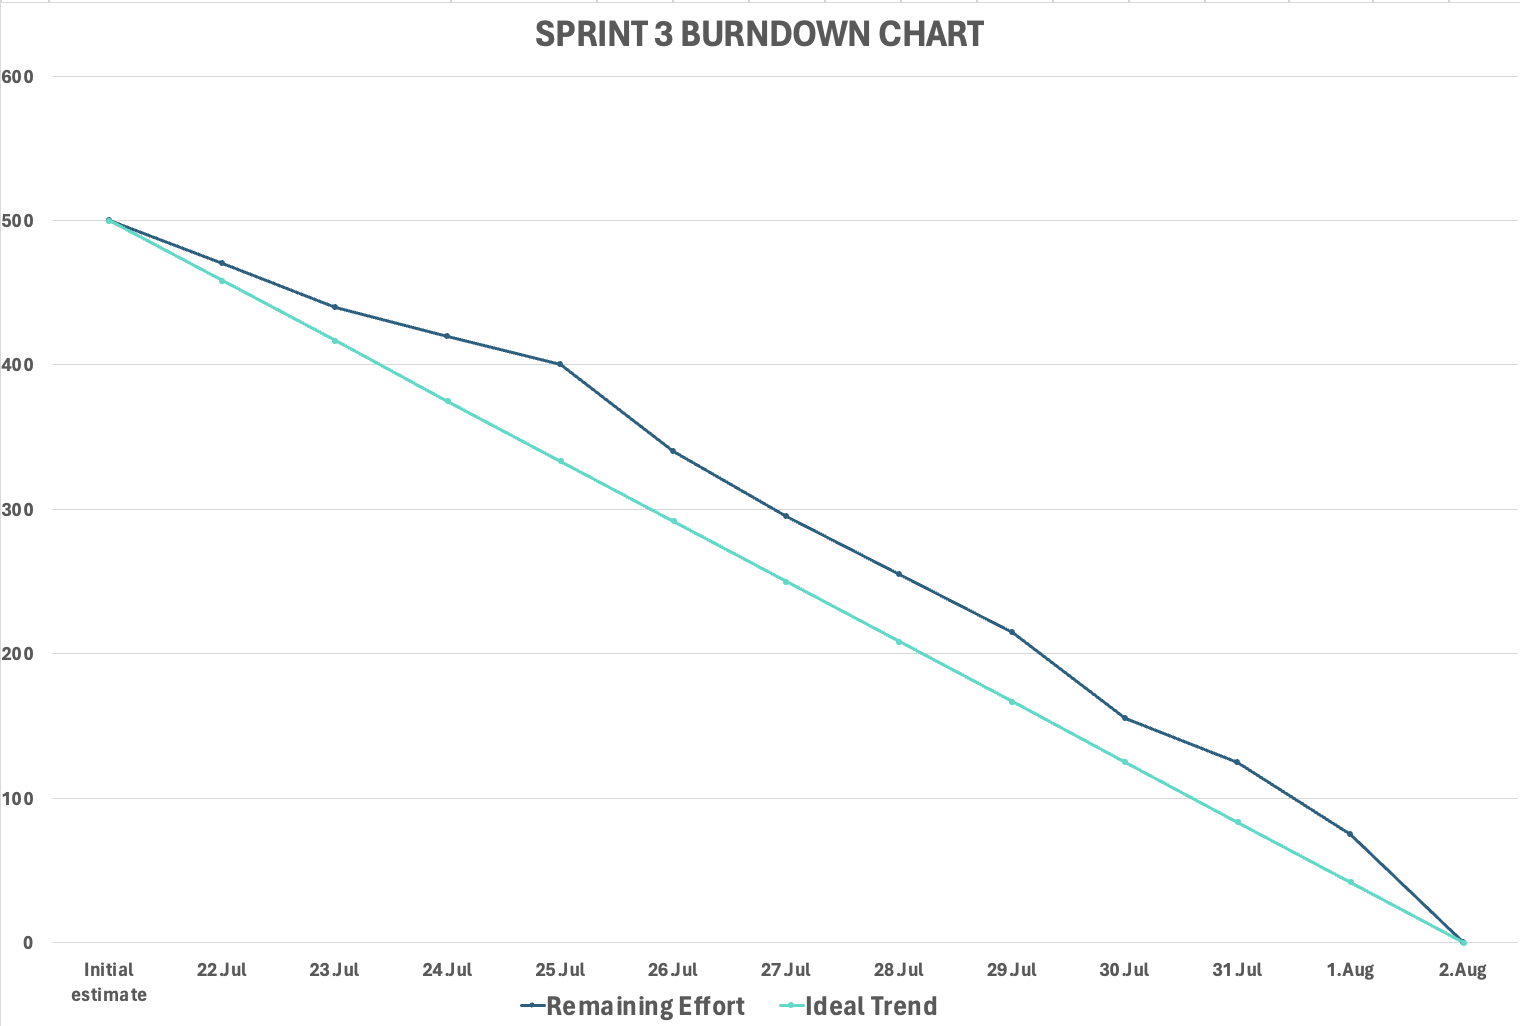 SPRINT 3 BURNDOWN CHART
600
500
400
300
200
100
0
Initial
estimate
22.Jul
23.Jul
24.Jul
25.Jul
26.Jul
27.Jul
28.Jul
29.Jul
30.Jul
31.Jul
1.Aug
2.Aug
Remaining Effort
Ideal Trend